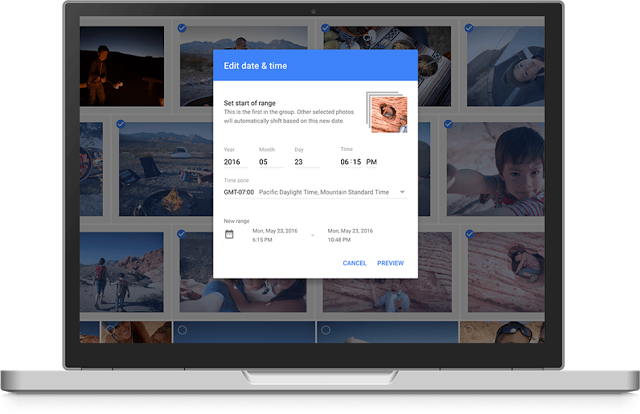 Edit date & time
Set start of range
This is the first in the group. Other selected photos
will automatically shift based on this new date.
Year Month Day Time
2016 05 23 06:15 PM
Time zone
GMT-07:00 Pacific Daylight Time, Mountain Standard Time
New range
Mon, May 23, 2016 – Mon, May 23, 2016
6:15 PM 10:48 PM
CANCEL PREVIEW